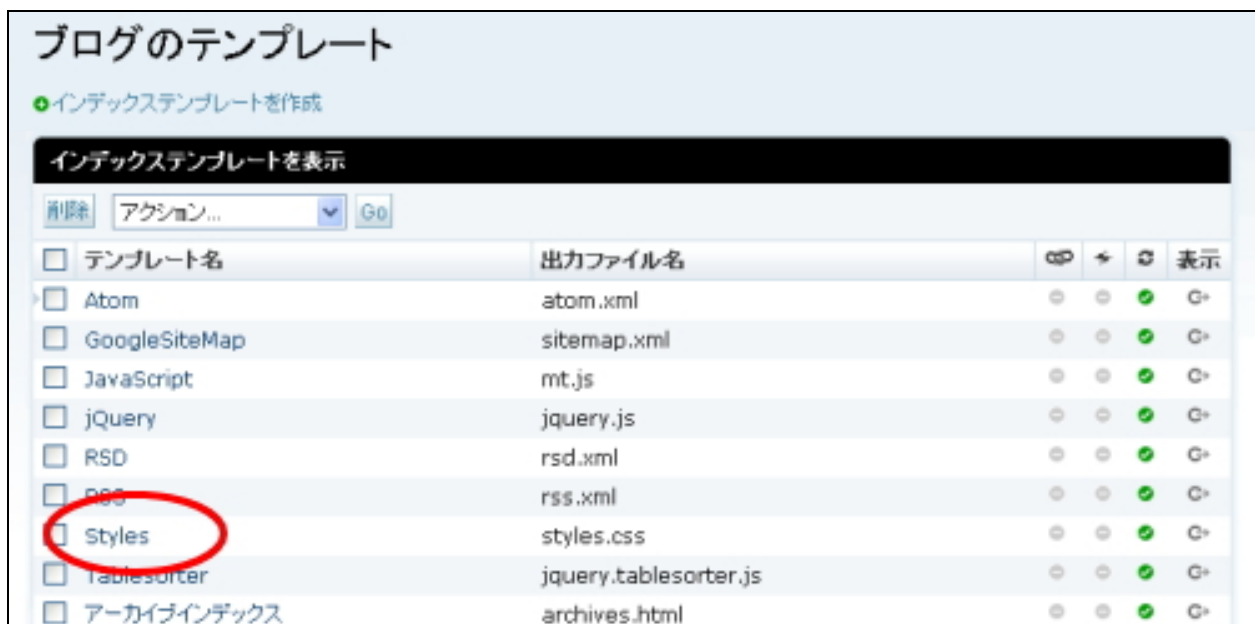 ブログのテンプレート
インデックステンプレートを作成
インデックステンプレートを表示
削除 アクション... Go
テンプレート名 出力ファイル名 表示
Atom atom.xml
GoogleSiteMap sitemap.xml
JavaScript mt.js
jQuery jquery.js
RSD rsd.xml
RSS rss.xml
Styles styles.css
Tablesorter jquery.tablesorter.js
アーカイブインデックス archives.html